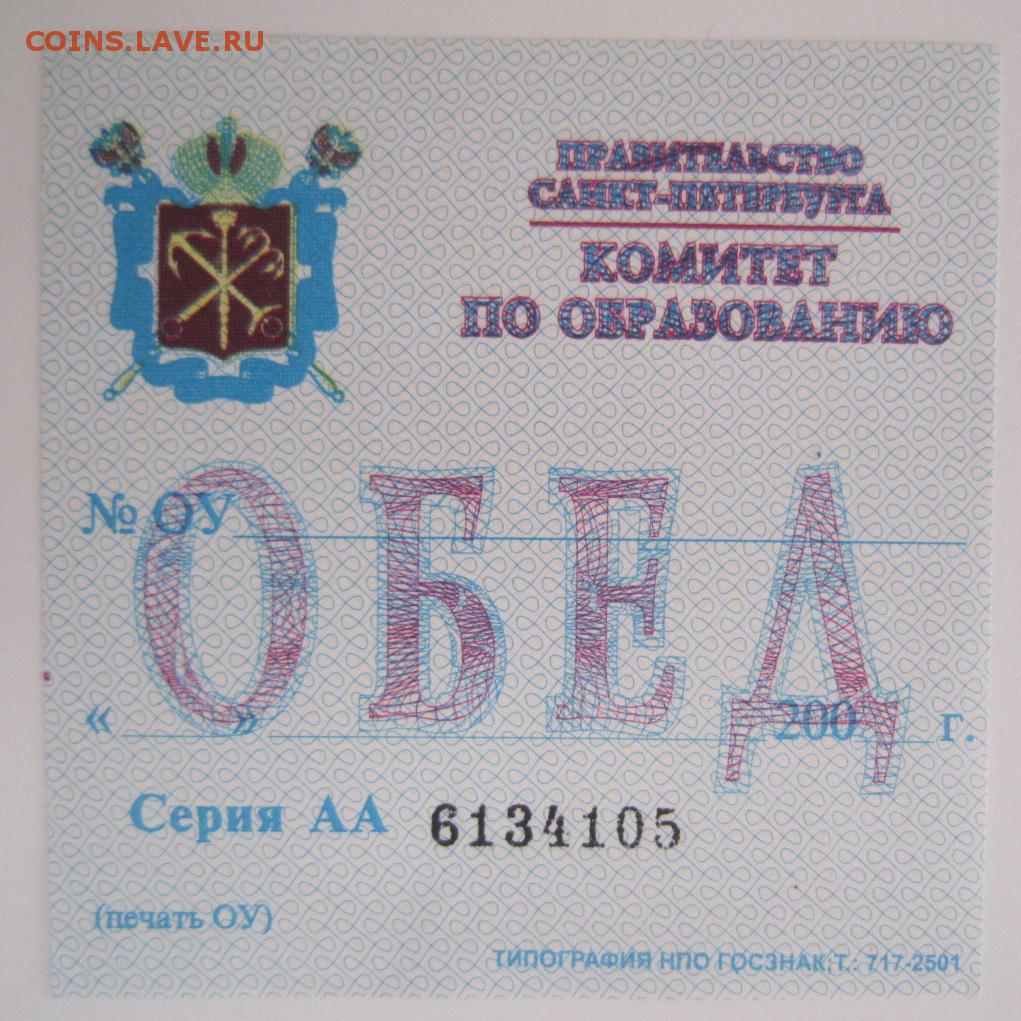 COINS.LAVE.RU
ПРАВИТЕЛЬСТВО
САНКТ-ПЕТЕРБУРГА
КОМИТЕТ
ПО ОБРАЗОВАНИЮ
ОБЕД
№ ОУ
« » 200 г.
Серия АА 6134105
(печать ОУ)
ТИПОГРАФИЯ НПО ГОСЗНАК,Т.: 717-2501